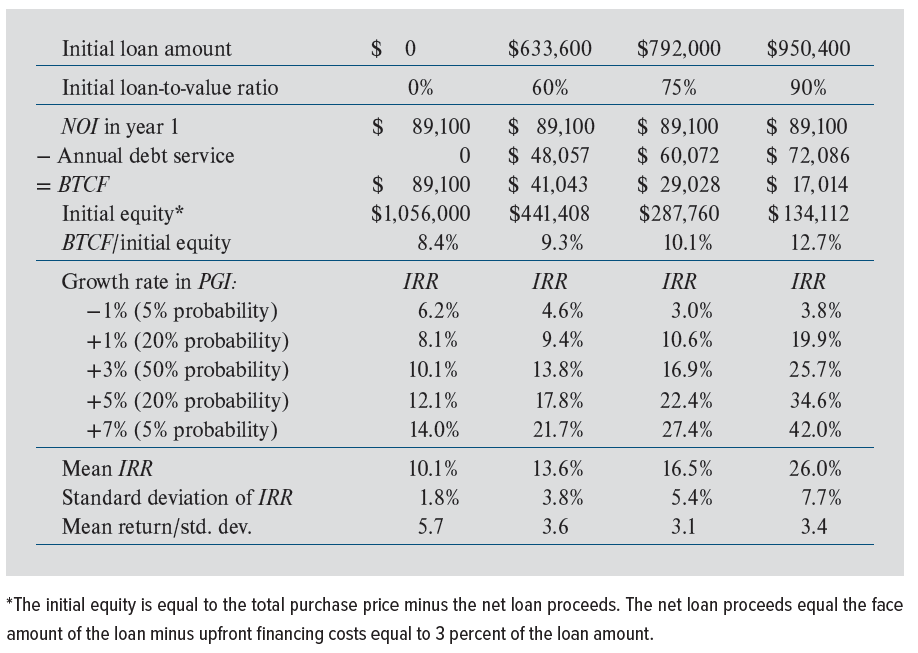 Initial loan amount $ 0 $633,600 $792,000 $950,400
Initial loan-to-value ratio 0% 60% 75% 90%
NOI in year 1 $ 89,100 $ 89,100 $ 89,100 $ 89,100
− Annual debt service 0 $ 48,057 $ 60,072 $ 72,086
= BTCF $ 89,100 $ 41,043 $ 29,028 $ 17,014
Initial equity* $1,056,000 $441,408 $287,760 $134,112
BTCF/initial equity 8.4% 9.3% 10.1% 12.7%
Growth rate in PGI: IRR IRR IRR IRR
−1% (5% probability) 6.2% 4.6% 3.0% 3.8%
+1% (20% probability) 8.1% 9.4% 10.6% 19.9%
+3% (50% probability) 10.1% 13.8% 16.9% 25.7%
+5% (20% probability) 12.1% 17.8% 22.4% 34.6%
+7% (5% probability) 14.0% 21.7% 27.4% 42.0%
Mean IRR 10.1% 13.6% 16.5% 26.0%
Standard deviation of IRR 1.8% 3.8% 5.4% 7.7%
Mean return/std. dev. 5.7 3.6 3.1 3.4
*The initial equity is equal to the total purchase price minus the net loan proceeds. The net loan proceeds equal the face
amount of the loan minus upfront financing costs equal to 3 percent of the loan amount.